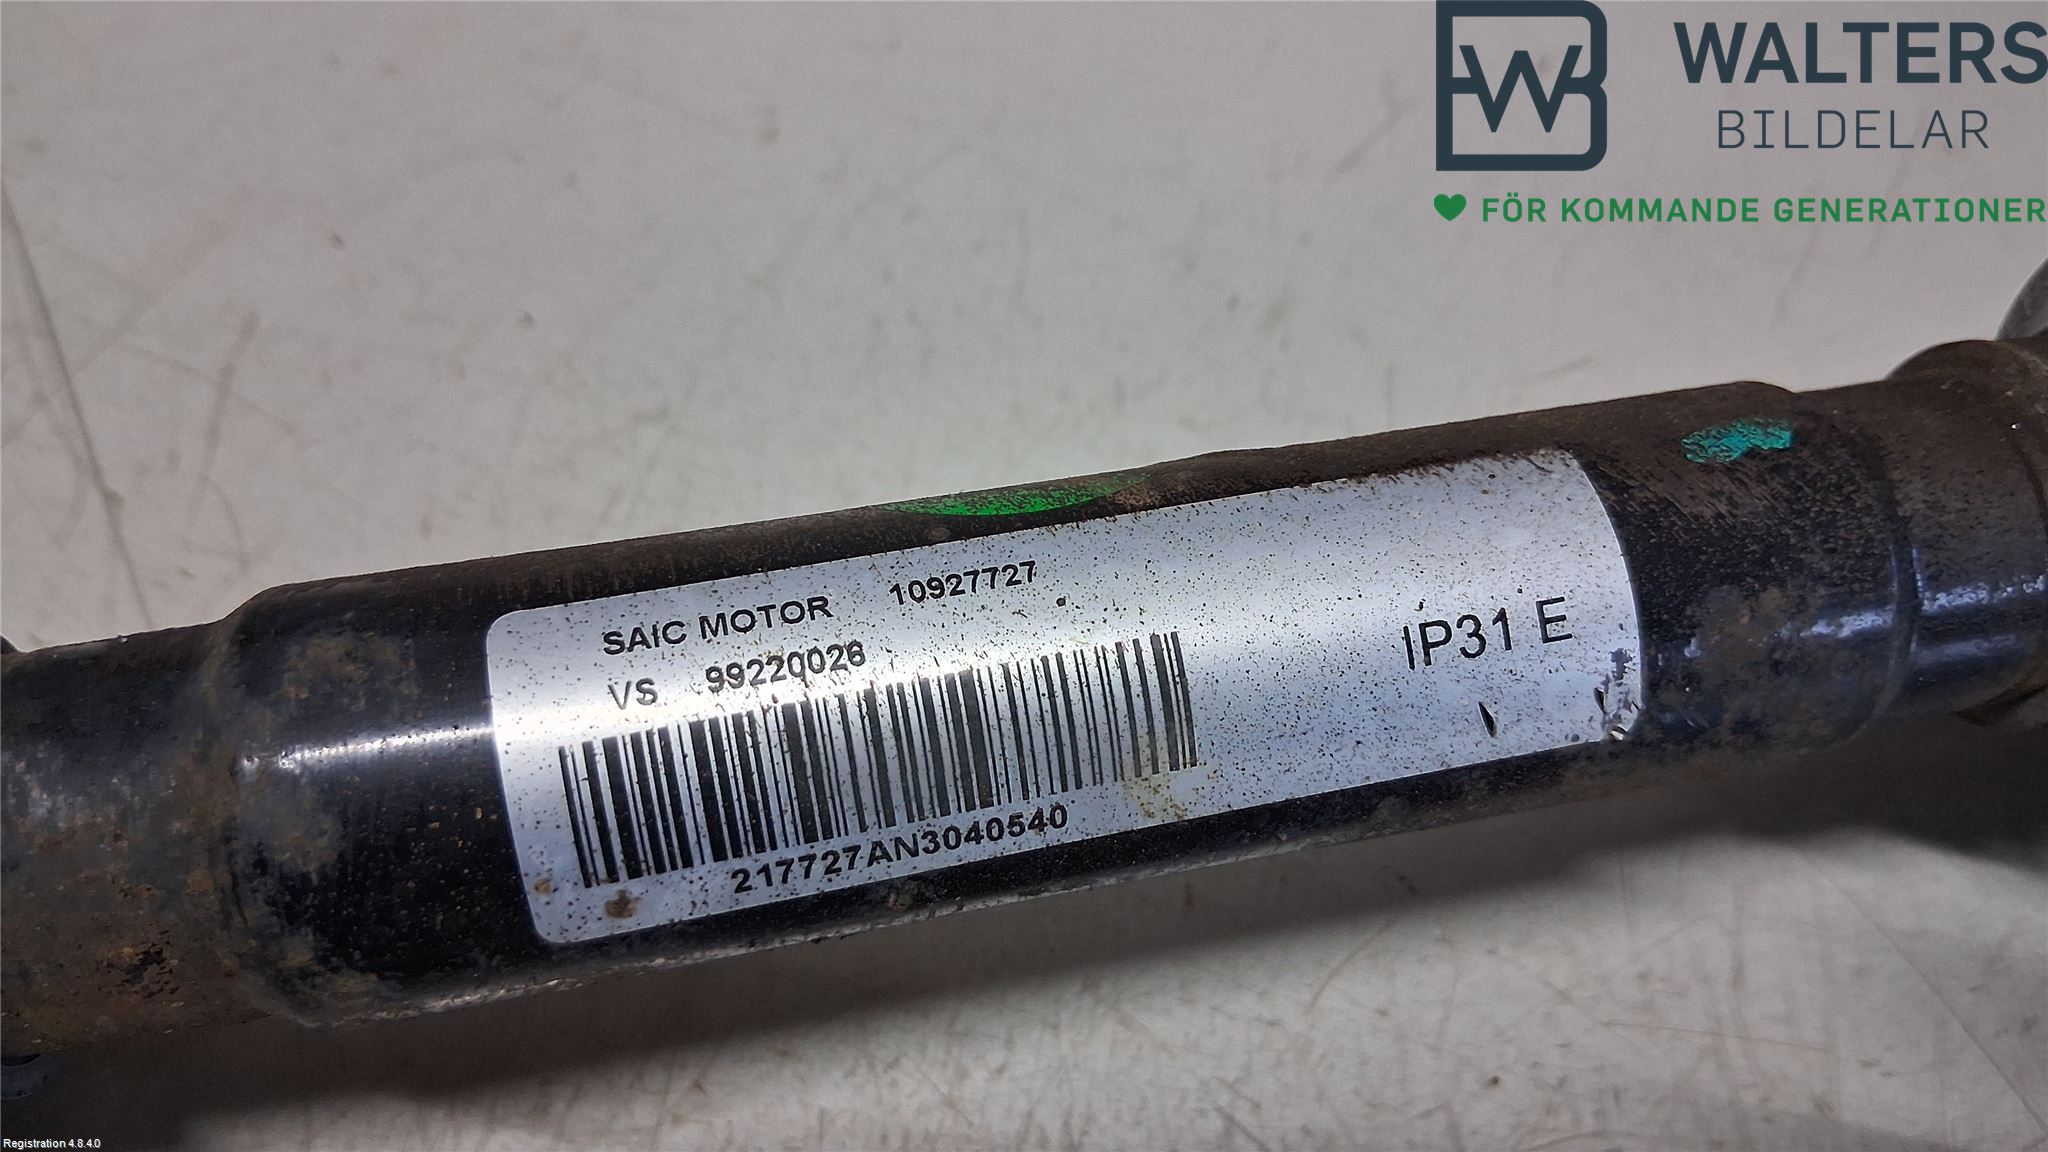 WALTERS
BILDELAR
FÖR KOMMANDE GENERATIONER
SAIC MOTOR 10927727
VS 99220026
IP31 E
217727AN3040540
Registration 4.8.4.0